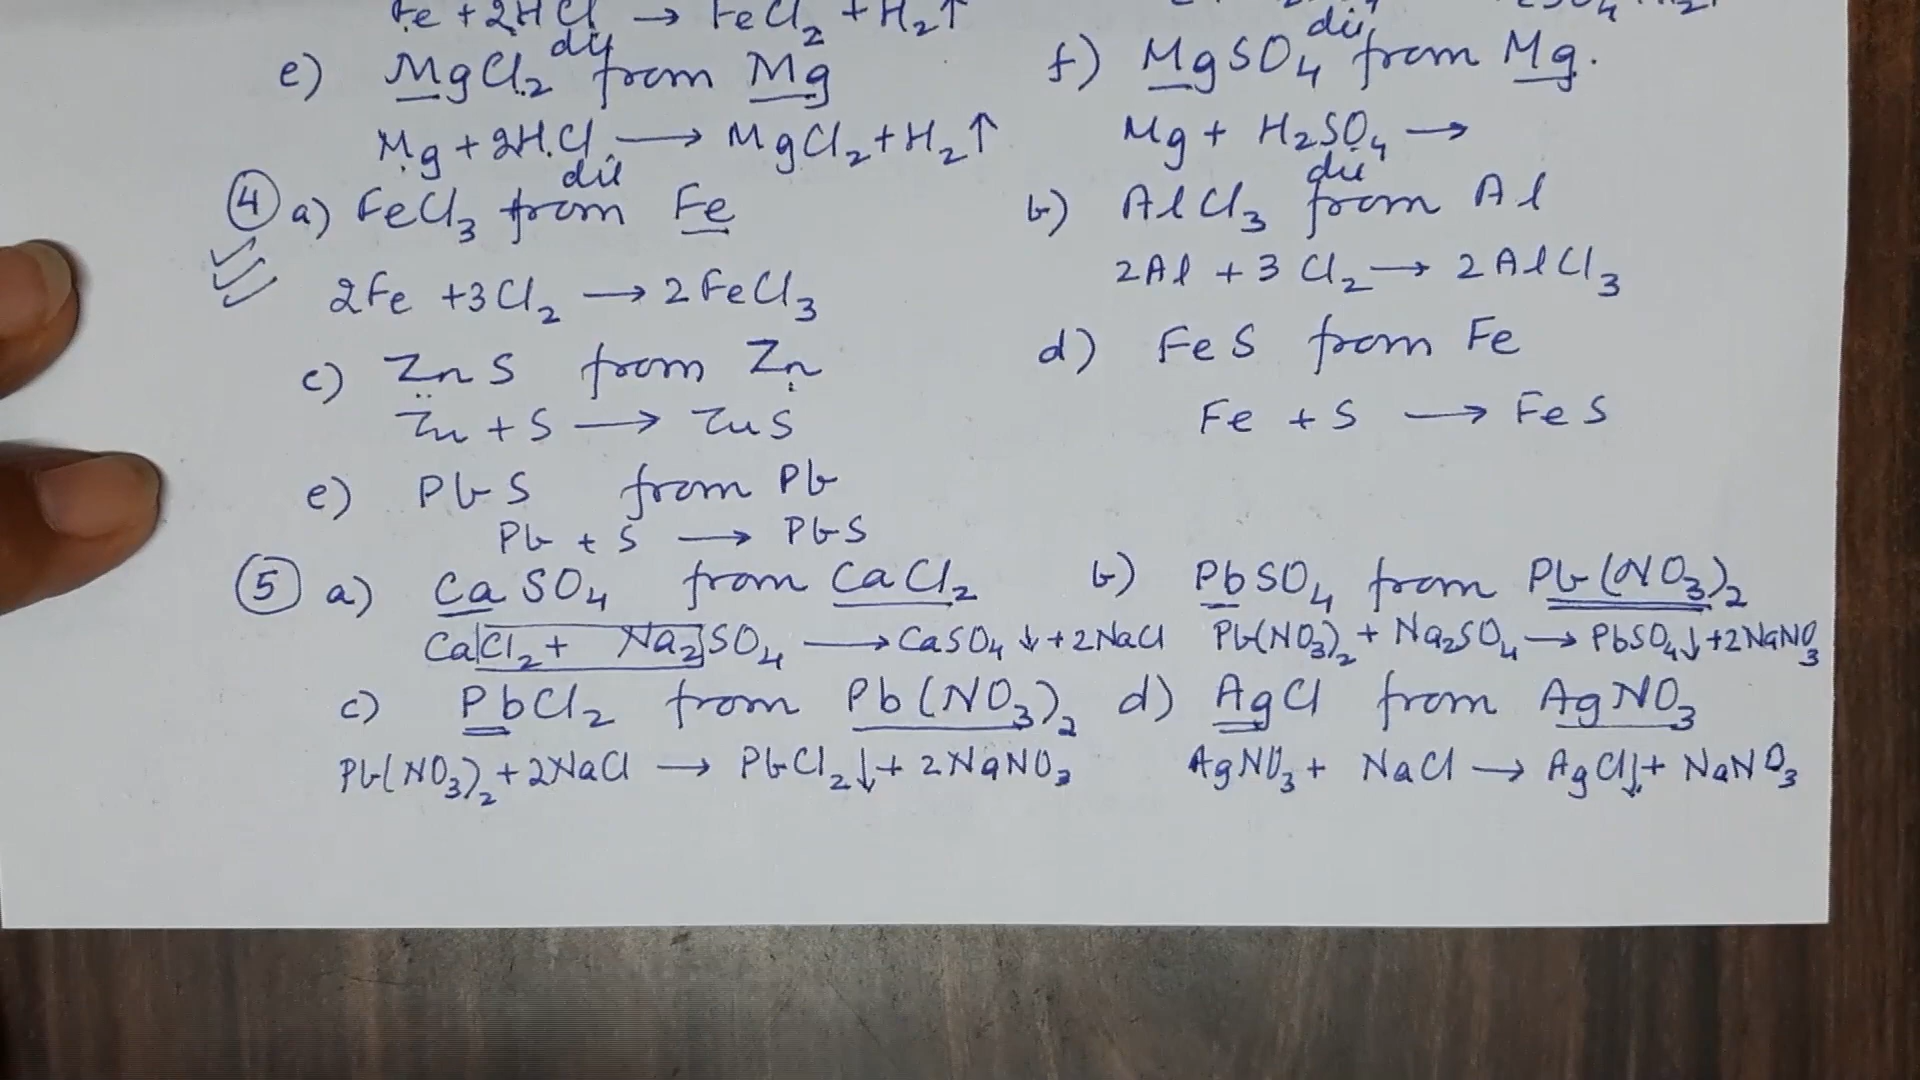 Fe + 2HCl → FeCl₂ + H₂↑
dil
e) MgCl₂ from Mg
Mg + 2HCl → MgCl₂ + H₂↑
dil
dil
f) MgSO₄ from Mg.
Mg + H₂SO₄ →
dil
④ a) FeCl₃ from Fe
2Fe + 3Cl₂ → 2FeCl₃
b) AlCl₃ from Al
2Al + 3Cl₂ → 2AlCl₃
c) ZnS from Zn
Zn + S → ZnS
d) FeS from Fe
Fe + S → FeS
e) PbS from Pb
Pb + S → PbS
⑤ a) CaSO₄ from CaCl₂
CaCl₂ + Na₂SO₄ → CaSO₄↓ + 2NaCl
b) PbSO₄ from Pb(NO₃)₂
Pb(NO₃)₂ + Na₂SO₄ → PbSO₄↓ + 2NaNO₃
c) PbCl₂ from Pb(NO₃)₂
Pb(NO₃)₂ + 2NaCl → PbCl₂↓ + 2NaNO₃
d) AgCl from AgNO₃
AgNO₃ + NaCl → AgCl↓ + NaNO₃